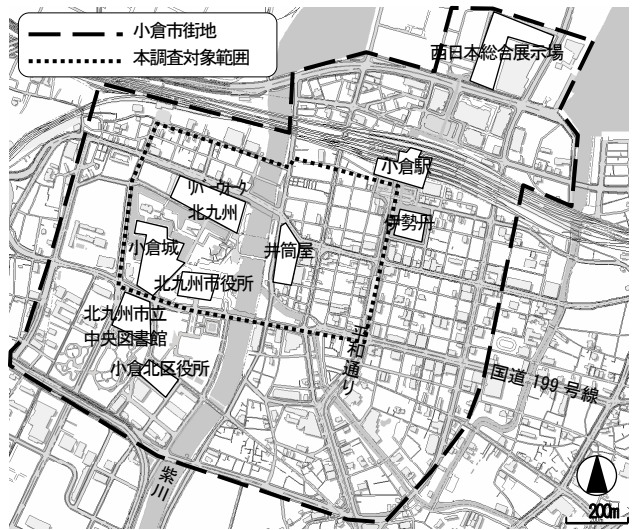 小倉市街地
本調査対象範囲
西日本総合展示場
小倉駅
リバーウォーク
北九州
伊勢丹
小倉城
井筒屋
北九州市役所
北九州市立
中央図書館
小倉北区役所
平和通り
国道199号線
紫川
200m